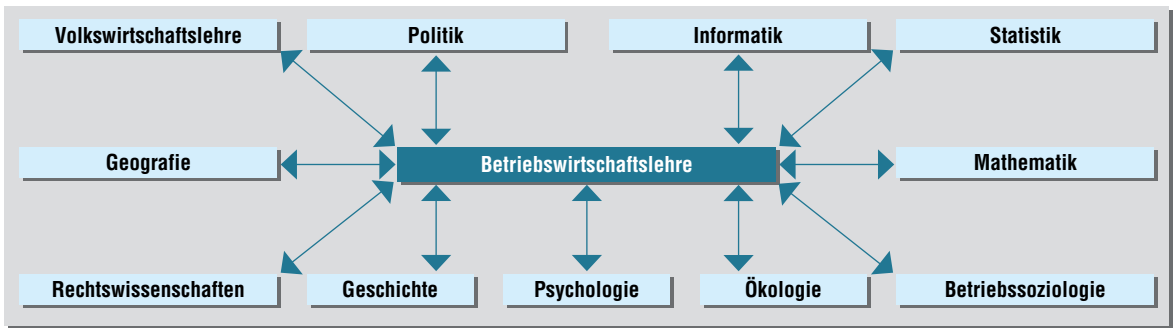 Volkswirtschaftslehre
Politik
Informatik
Statistik
Geografie
Betriebswirtschaftslehre
Mathematik
Rechtswissenschaften
Geschichte
Psychologie
Ökologie
Betriebssoziologie